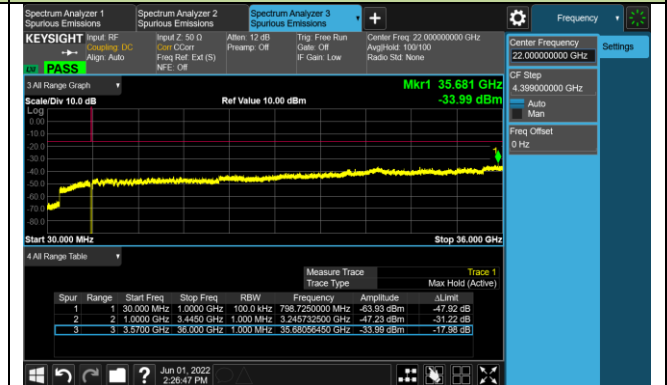 Spectrum Analyzer 1
Spurious Emissions
Spectrum Analyzer 2
Spurious Emissions
Spectrum Analyzer 3
Spurious Emissions
Frequency
KEYSIGHT
Input: RF
Coupling: DC
Align: Auto
Input Z: 50 Ω
Corr CCorr
Freq Ref: Ext (S)
NFE: Off
Atten: 12 dB
Preamp: Off
Trig: Free Run
Gate: Off
IF Gain: Low
Center Freq: 22.000000000 GHz
Avg|Hold: 100/100
Radio Std: None
PASS
Center Frequency
22.000000000 GHz
Settings
CF Step
4.399000000 GHz
Auto
Man
Freq Offset
0 Hz
3 All Range Graph
Mkr1 35.681 GHz
Scale/Div 10.0 dB
Ref Value 10.00 dBm
-33.99 dBm
Log
0.00
-10.0
-20.0
-30.0
-40.0
-50.0
-60.0
-70.0
-80.0
1
Start 30.000 MHz
Stop 36.000 GHz
4 All Range Table
Measure Trace Trace 1
Trace Type Max Hold (Active)
Spur Range Start Freq Stop Freq RBW Frequency Amplitude ΔLimit
1 1 30.000 MHz 1.0000 GHz 100.0 kHz 798.7250000 MHz -63.93 dBm -47.92 dB
2 2 1.0000 GHz 3.4450 GHz 1.000 MHz 3.245732500 GHz -47.23 dBm -31.22 dB
3 3 3.5700 GHz 36.000 GHz 1.000 MHz 35.68056450 GHz -33.99 dBm -17.98 dB
Jun 01, 2022
2:26:47 PM